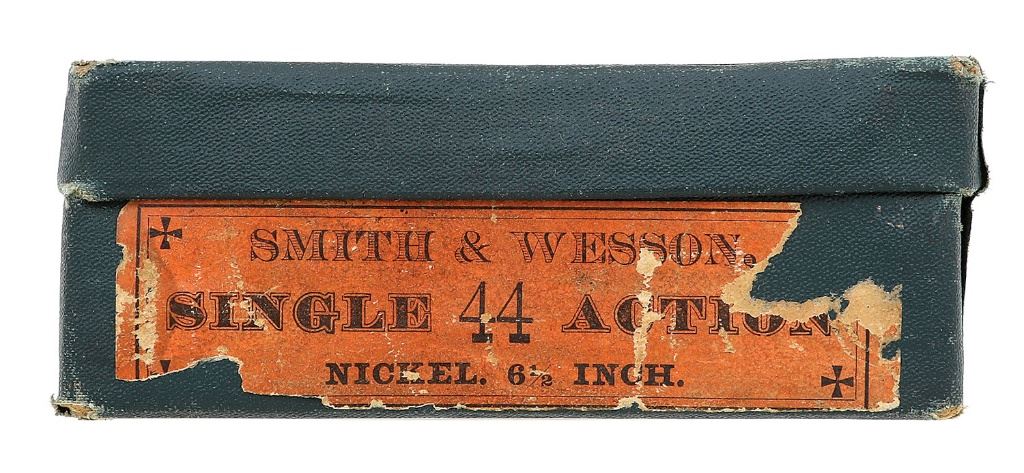 SMITH & WESSON.
SINGLE 44 ACTION
NICKEL. 6½ INCH.